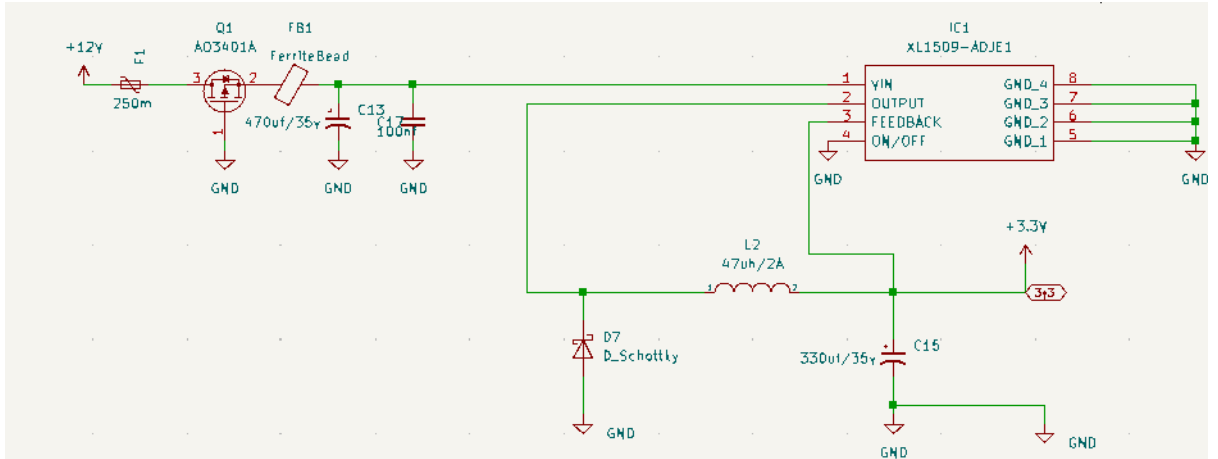 Q1
FB1
IC1
+12V
F1
AO3401A
FerriteBead
XL1509-ADJE1
3
2
1
250m
470uf/35v
C13
C17
100nf
GND
GND
GND
1
VIN
GND_4
8
2
OUTPUT
GND_3
7
3
FEEDBACK
GND_2
6
4
ON/OFF
GND_1
5
GND
GND
+3.3V
L2
47uh/2A
1
2
3.3
D7
D_Schottky
C15
330uf/35v
GND
GND
GND